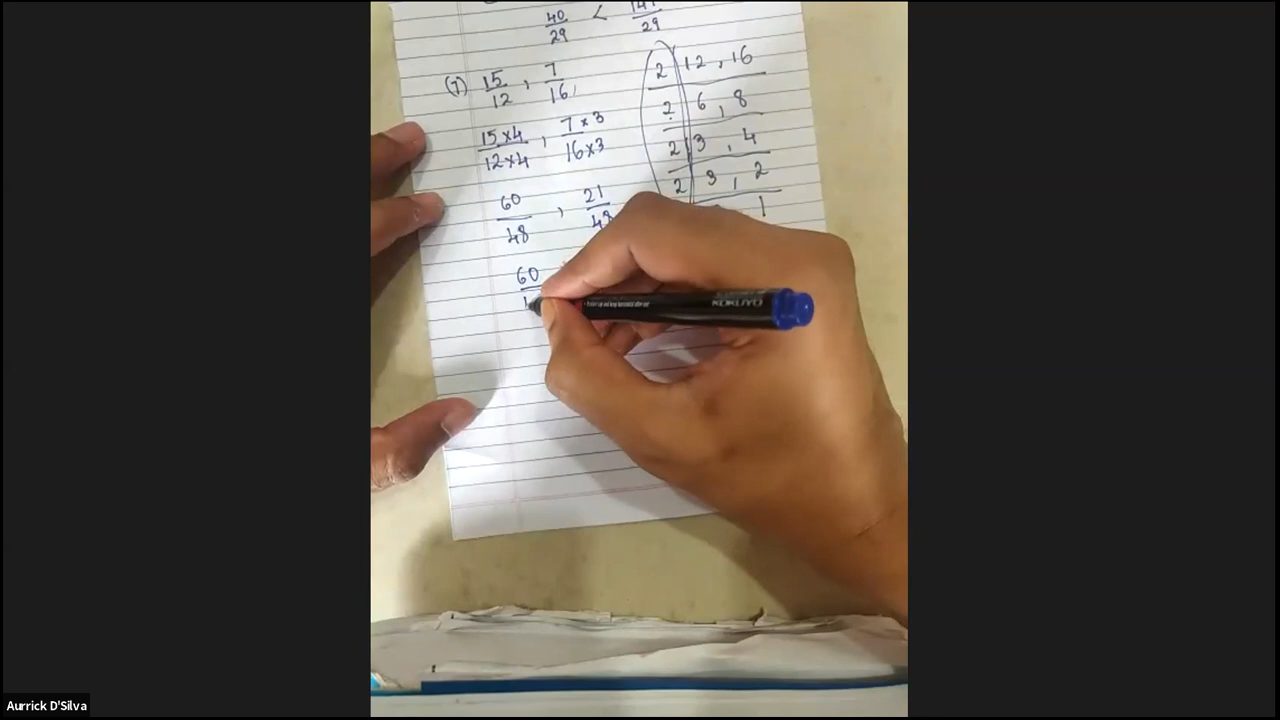 40/29 < 141/29
(7) 15/12 , 7/16,
15×4/12×4 , 7×3/16×3
60/48 , 21/48
60
2 | 12 , 16
2 | 6 , 8
2 | 3 , 4
2 | 3 , 2
1
KOKUYO
Aurrick D'Silva